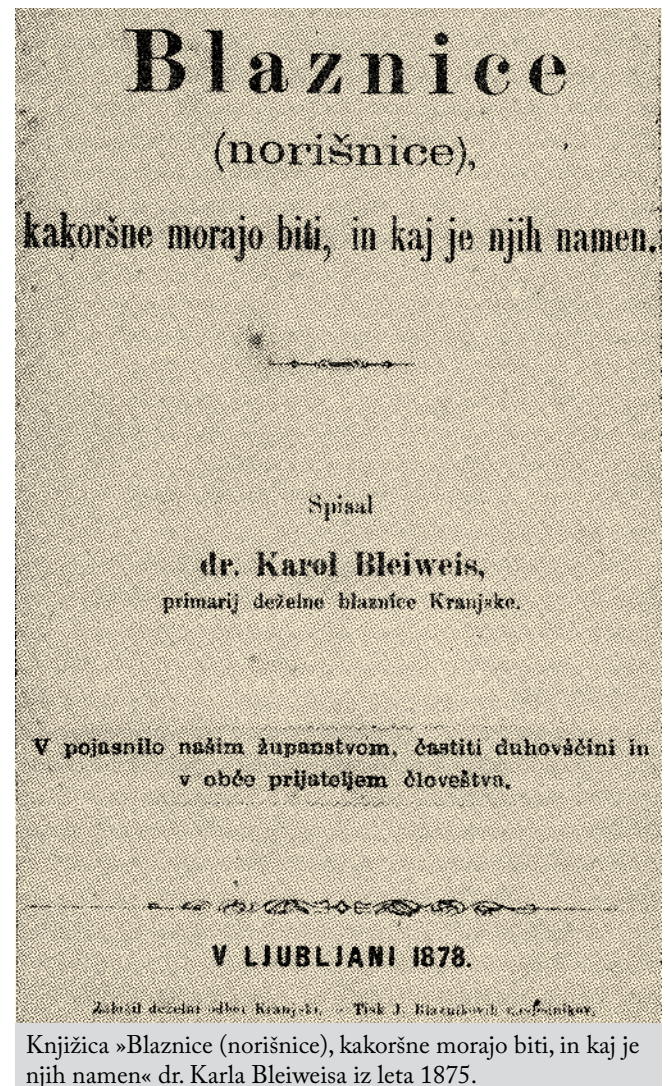 Blaznice
(norišnice),
kakoršne morajo biti, in kaj je njih namen.
Spisal
dr. Karol Bleiweis,
primarij deželne blaznice Kranjske.
V pojasnilo našim županstvom, častiti duhovščini in
v obče prijateljem človeštva.
V LJUBLJANI 1878.
Založil deželni odbor Kranjski. – Tisk J. Blaznikovih
Knjižica »Blaznice (norišnice), kakoršne morajo biti, in kaj je
njih namen« dr. Karla Bleiweisa iz leta 1875.